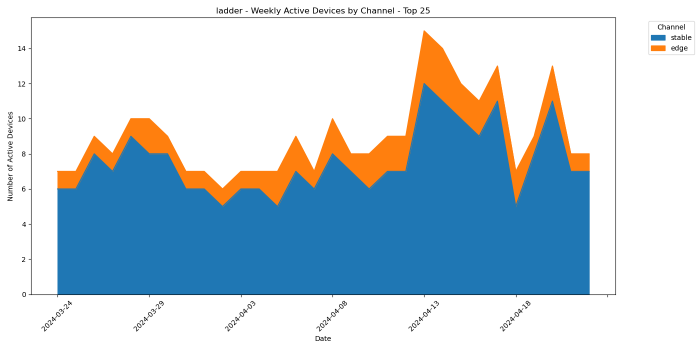 ladder - Weekly Active Devices by Channel - Top 25
Channel
stable
edge
Number of Active Devices
14
12
10
8
6
4
2
0
2024-03-24
2024-03-29
2024-04-03
2024-04-08
2024-04-13
2024-04-18
Date